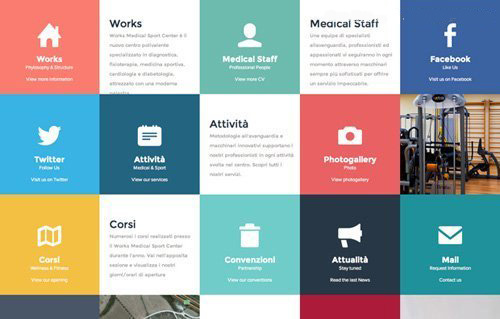 Works
Phylosophy & Structure
View more information
Works
Works Medical Sport Center è il
nuovo centro polivalente
specializzato in diagnostica,
fisioterapia, medicina sportiva,
cardiologia e diabetologia,
attrezzato con una moderne
Medical Staff
Professional People
View more CV
Medical Staff
Une équipe di specialisti
all'avanguardia, professionisti ed
appassionati vi seguiranno in ogni
momento attraverso macchinari
sempre più sofisticati per offrire
un servizio impeccabile.
Facebook
Like Us
Visit us on Facebook
Twitter
Follow Us
Visit us on Twitter
Attività
Medical & Sport
View our services
Attività
Metodologie all'avanguardia e
macchinari innovativi supportano i
nostri professionisti in ogni attività
svolta nel centro. Scopri tutti i
nostri servizi.
Photogallery
Photo
View photogallery
Corsi
Wellness & Fitness
View our opening
Corsi
Numerosi i corsi realizzati presso
il Works Medical Sport Center
durante l'anno. Vai nell'apposita
sezione e visualizza i nostri
giorni/orari di apertura
Convenzioni
Partnership
View our conventions
Attualità
Stay tuned
Read the last News
Mail
Request Information
Contact us